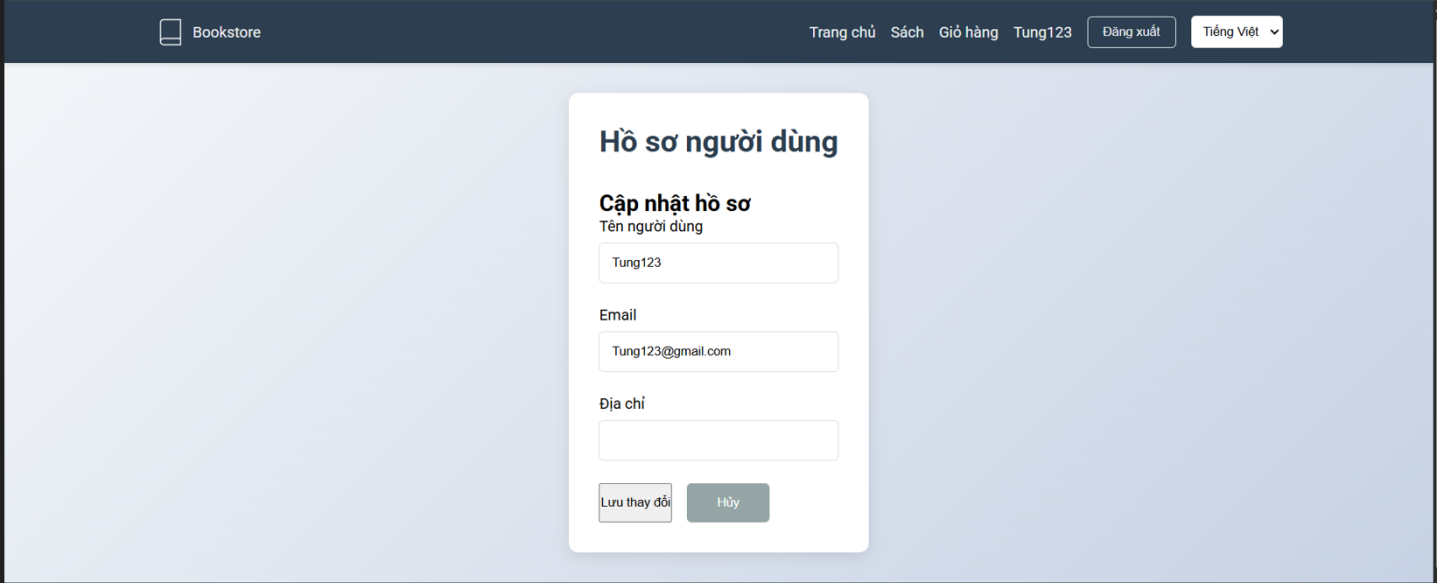 Bookstore
Trang chủ Sách Giỏ hàng Tung123 Đăng xuất Tiếng Việt
Hồ sơ người dùng
Cập nhật hồ sơ
Tên người dùng
Tung123
Email
Tung123@gmail.com
Địa chỉ
Lưu thay đổi Hủy